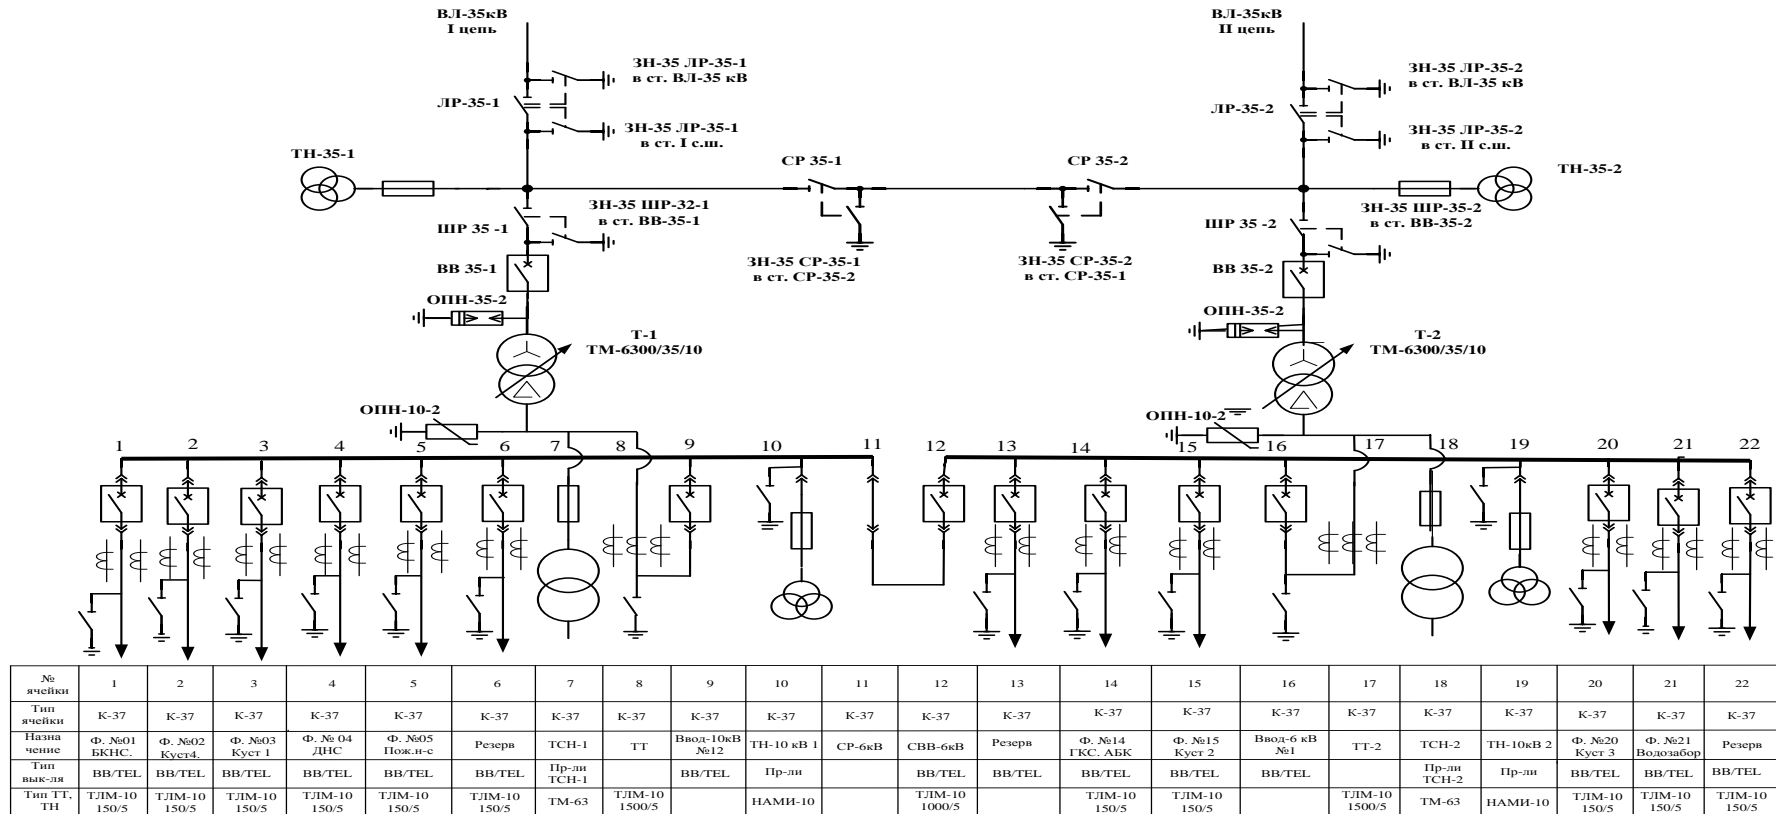 ВЛ-35кВ
I цепь
ВЛ-35кВ
II цепь
ЗН-35 ЛР-35-1
в ст. ВЛ-35 кВ
ЗН-35 ЛР-35-2
в ст. ВЛ-35 кВ
ЛР-35-1
ЛР-35-2
ЗН-35 ЛР-35-1
в ст. I с.ш.
ЗН-35 ЛР-35-2
в ст. II с.ш.
ТН-35-1
СР 35-1
СР 35-2
ТН-35-2
ЗН-35 ШР-32-1
в ст. ВВ-35-1
ЗН-35 ШР-35-2
в ст. ВВ-35-2
ШР 35 -1
ШР 35 -2
ЗН-35 СР-35-1
в ст. СР-35-2
ЗН-35 СР-35-2
в ст. СР-35-1
ВВ 35-1
ВВ 35-2
ОПН-35-2
ОПН-35-2
Т-1
ТМ-6300/35/10
Т-2
ТМ-6300/35/10
ОПН-10-2
ОПН-10-2
1 2 3 4 5 6 7 8 9 10 11 12 13 14 15 16 17 18 19 20 21 22
№ ячейки 1 2 3 4 5 6 7 8 9 10 11 12 13 14 15 16 17 18 19 20 21 22
Тип ячейки К-37 К-37 К-37 К-37 К-37 К-37 К-37 К-37 К-37 К-37 К-37 К-37 К-37 К-37 К-37 К-37 К-37 К-37 К-37 К-37 К-37 К-37
Назна чение Ф. №01 БКНС. Ф. №02 Куст4. Ф. №03 Куст 1 Ф. № 04 ДНС Ф. №05 Пож.н-с Резерв ТСН-1 ТТ Ввод-10кВ №12 ТН-10 кВ 1 СР-6кВ СВВ-6кВ Резерв Ф. №14 ГКС. АБК Ф. №15 Куст 2 Ввод-6 кВ №1 ТТ-2 ТСН-2 ТН-10кВ 2 Ф. №20 Куст 3 Ф. №21 Водозабор Резерв
Тип вык-ля ВВ/TEL ВВ/TEL ВВ/TEL ВВ/TEL ВВ/TEL ВВ/TEL Пр-ли ТСН-1 ВВ/TEL Пр-ли ВВ/TEL ВВ/TEL ВВ/TEL ВВ/TEL ВВ/TEL Пр-ли ТСН-2 Пр-ли ВВ/TEL ВВ/TEL ВВ/TEL
Тип ТТ, ТН ТЛМ-10 150/5 ТЛМ-10 150/5 ТЛМ-10 150/5 ТЛМ-10 150/5 ТЛМ-10 150/5 ТЛМ-10 150/5 ТМ-63 ТЛМ-10 1500/5 НАМИ-10 ТЛМ-10 1000/5 ТЛМ-10 150/5 ТЛМ-10 150/5 ТЛМ-10 1500/5 ТМ-63 НАМИ-10 ТЛМ-10 150/5 ТЛМ-10 150/5 ТЛМ-10 150/5